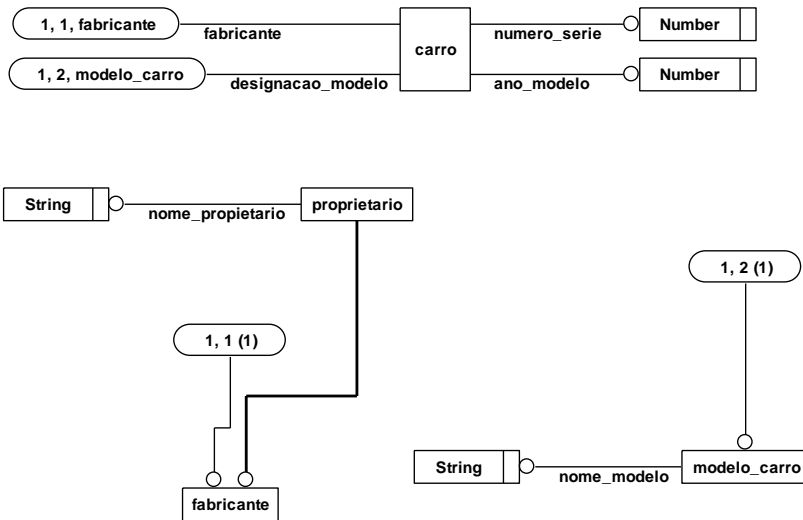 1, 1, fabricante
fabricante
carro
numero_serie
Number
1, 2, modelo_carro
designacao_modelo
ano_modelo
Number
String
nome_propietario
proprietario
1, 2 (1)
1, 1 (1)
String
nome_modelo
modelo_carro
fabricante